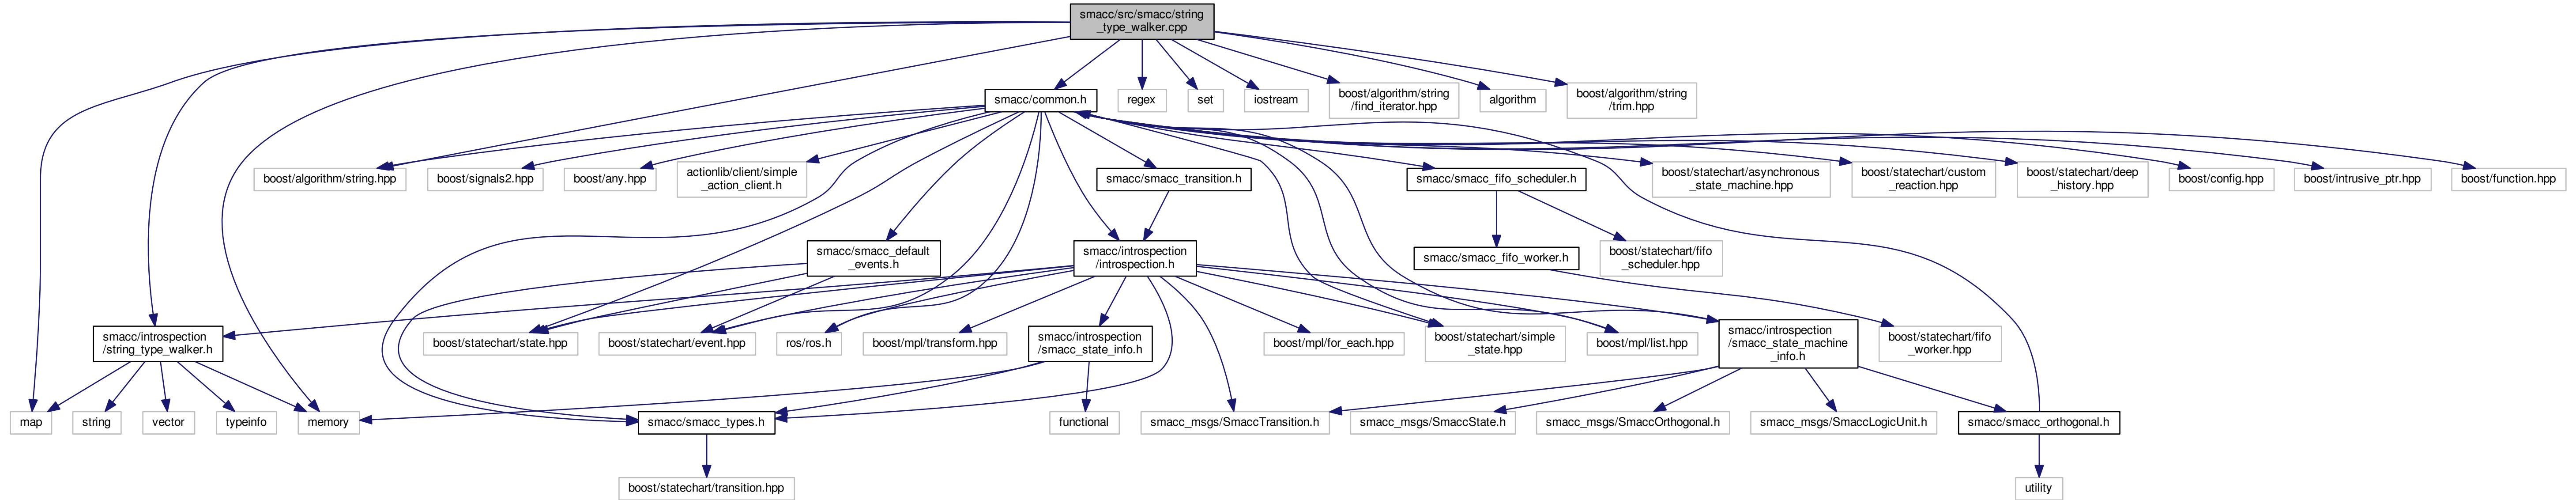 smacc/src/smacc/string
_type_walker.cpp
smacc/common.h
regex
set
iostream
boost/algorithm/string
/find_iterator.hpp
algorithm
boost/algorithm/string
/trim.hpp
boost/algorithm/string.hpp
boost/signals2.hpp
boost/any.hpp
actionlib/client/simple
_action_client.h
smacc/smacc_transition.h
smacc/smacc_fifo_scheduler.h
boost/statechart/asynchronous
_state_machine.hpp
boost/statechart/custom
_reaction.hpp
boost/statechart/deep
_history.hpp
boost/config.hpp
boost/intrusive_ptr.hpp
boost/function.hpp
smacc/smacc_default
_events.h
smacc/introspection
/introspection.h
smacc/smacc_fifo_worker.h
boost/statechart/fifo
_scheduler.hpp
smacc/introspection
/string_type_walker.h
boost/statechart/state.hpp
boost/statechart/event.hpp
ros/ros.h
boost/mpl/transform.hpp
smacc/introspection
/smacc_state_info.h
boost/mpl/for_each.hpp
boost/statechart/simple
_state.hpp
boost/mpl/list.hpp
smacc/introspection
/smacc_state_machine
_info.h
boost/statechart/fifo
_worker.hpp
map
string
vector
typeinfo
memory
smacc/smacc_types.h
functional
smacc_msgs/SmaccTransition.h
smacc_msgs/SmaccState.h
smacc_msgs/SmaccOrthogonal.h
smacc_msgs/SmaccLogicUnit.h
smacc/smacc_orthogonal.h
boost/statechart/transition.hpp
utility